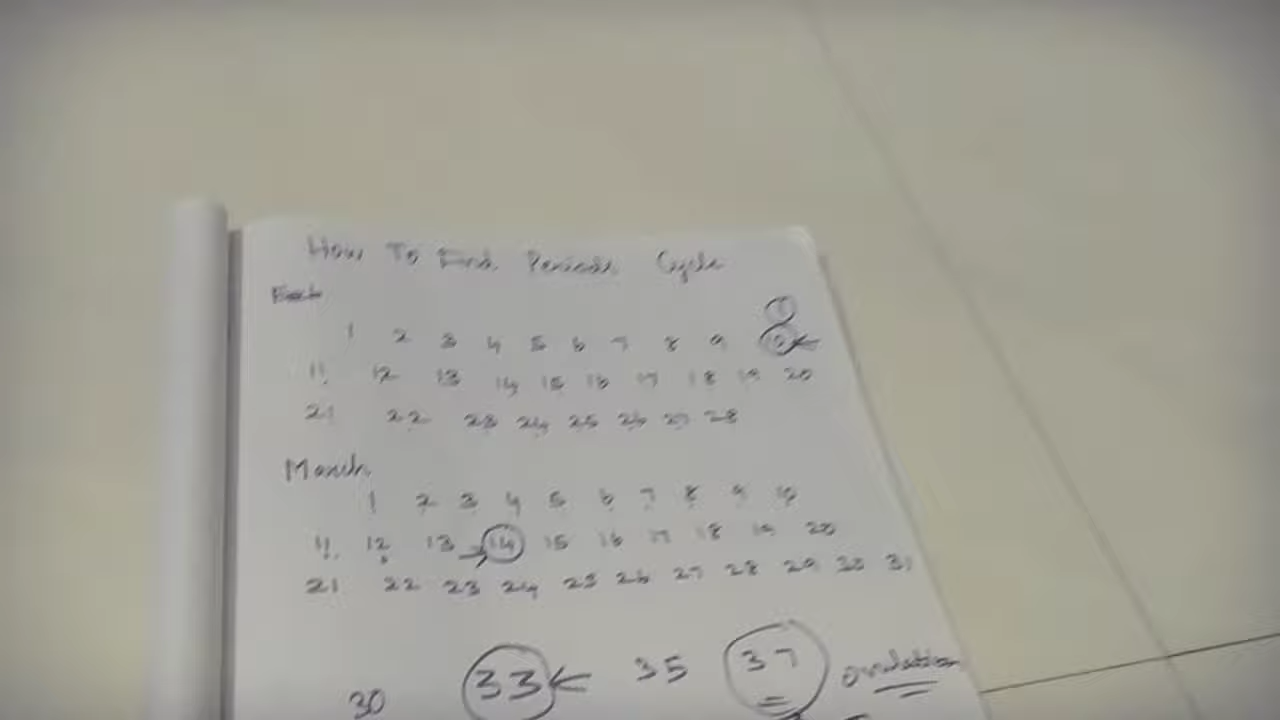 How To Find Periods Cycle
Feb
1 2 3 4 5 6 7 8 9 10
11 12 13 14 15 16 17 18 19 20
21 22 23 24 25 26 27 28
March
1 2 3 4 5 6 7 8 9 10
11 12 13 14 15 16 17 18 19 20
21 22 23 24 25 26 27 28 29 30 31
30 33 35 37 ovulation